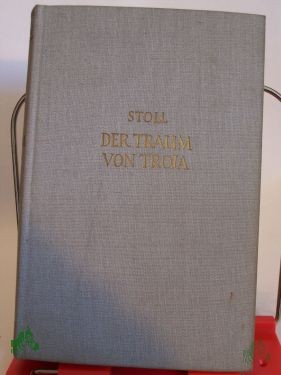 STOLL
DER TRAUM
VON TROIA